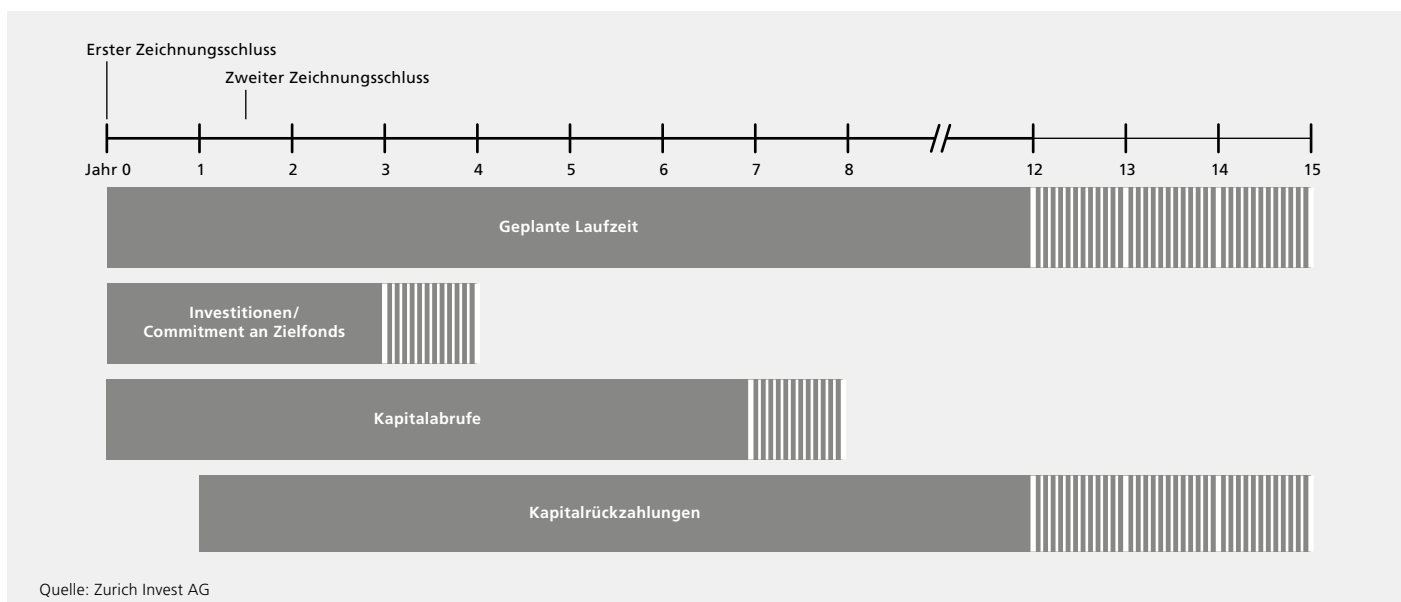 Erster Zeichnungsschluss
Zweiter Zeichnungsschluss
Jahr 0 1 2 3 4 5 6 7 8 12 13 14 15
Geplante Laufzeit
Investitionen/
Commitment an Zielfonds
Kapitalabrufe
Kapitalrückzahlungen
Quelle: Zurich Invest AG